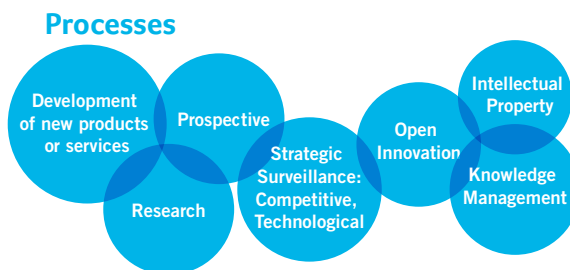 Processes
Development
of new products
or services
Prospective
Research
Strategic
Surveillance:
Competitive,
Technological
Open
Innovation
Intellectual
Property
Knowledge
Management